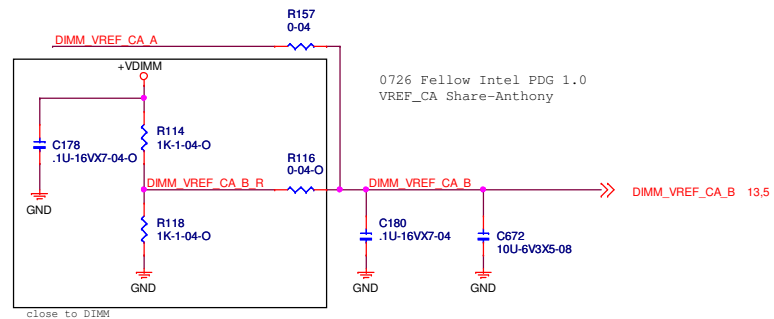 R157
0-04
DIMM_VREF_CA_A
+VDIMM
0726 Fellow Intel PDG 1.0
VREF_CA Share-Anthony
C178
.1U-16VX7-04-O
R114
1K-1-04-O
GND
R116
0-04-O
DIMM_VREF_CA_B_R
DIMM_VREF_CA_B
DIMM_VREF_CA_B 13,5
R118
1K-1-04-O
C180
.1U-16VX7-04
C672
10U-6V3X5-08
GND
GND
GND
close to DIMM